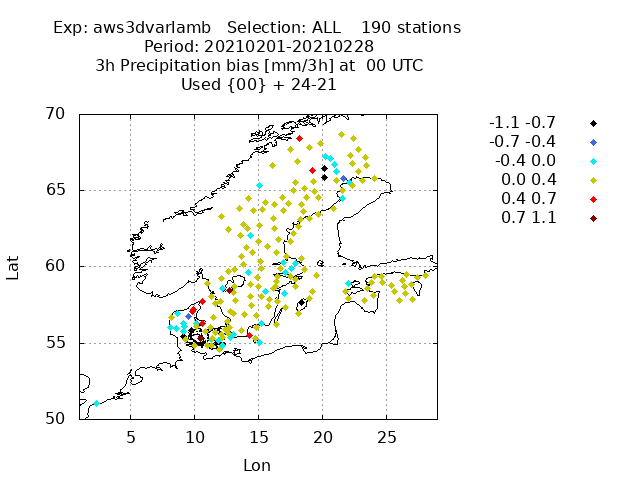 Exp: aws3dvarlamb   Selection: ALL    190 stations
Period: 20210201-20210228
3h Precipitation bias [mm/3h] at  00 UTC
Used {00} + 24-21
70
65
60
55
50
Lat
5
10
15
20
25
Lon
-1.1 -0.7
-0.7 -0.4
-0.4 0.0
0.0 0.4
0.4 0.7
0.7 1.1